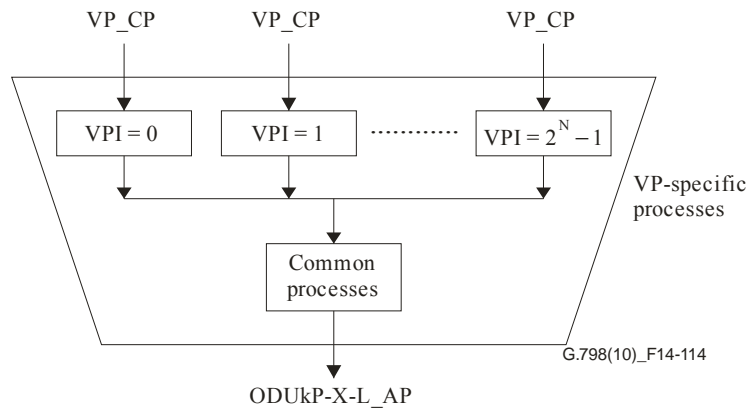 VP_CP VP_CP VP_CP
VPI = 0 VPI = 1 ............... VPI = 2^N − 1
VP-specific
processes
Common
processes
G.798(10)_F14-114
ODUkP-X-L_AP